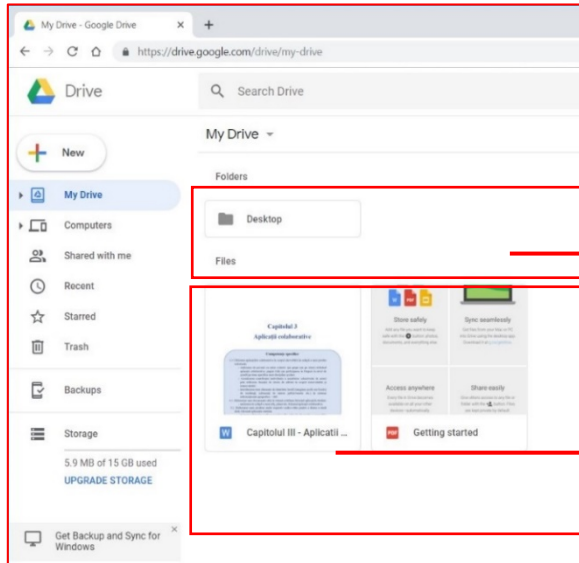 My Drive - Google Drive
https://drive.google.com/drive/my-drive
Drive
Search Drive
New
My Drive
My Drive
Computers
Shared with me
Recent
Starred
Trash
Backups
Storage
5.9 MB of 15 GB used
UPGRADE STORAGE
Get Backup and Sync for
Windows
Folders
Desktop
Files
Capitolul 3
Aplicații colaborative
Competențe specifice
Store safely
Sync seamlessly
Access anywhere
Share easily
W
Capitolul III - Aplicatii ...
PDF
Getting started